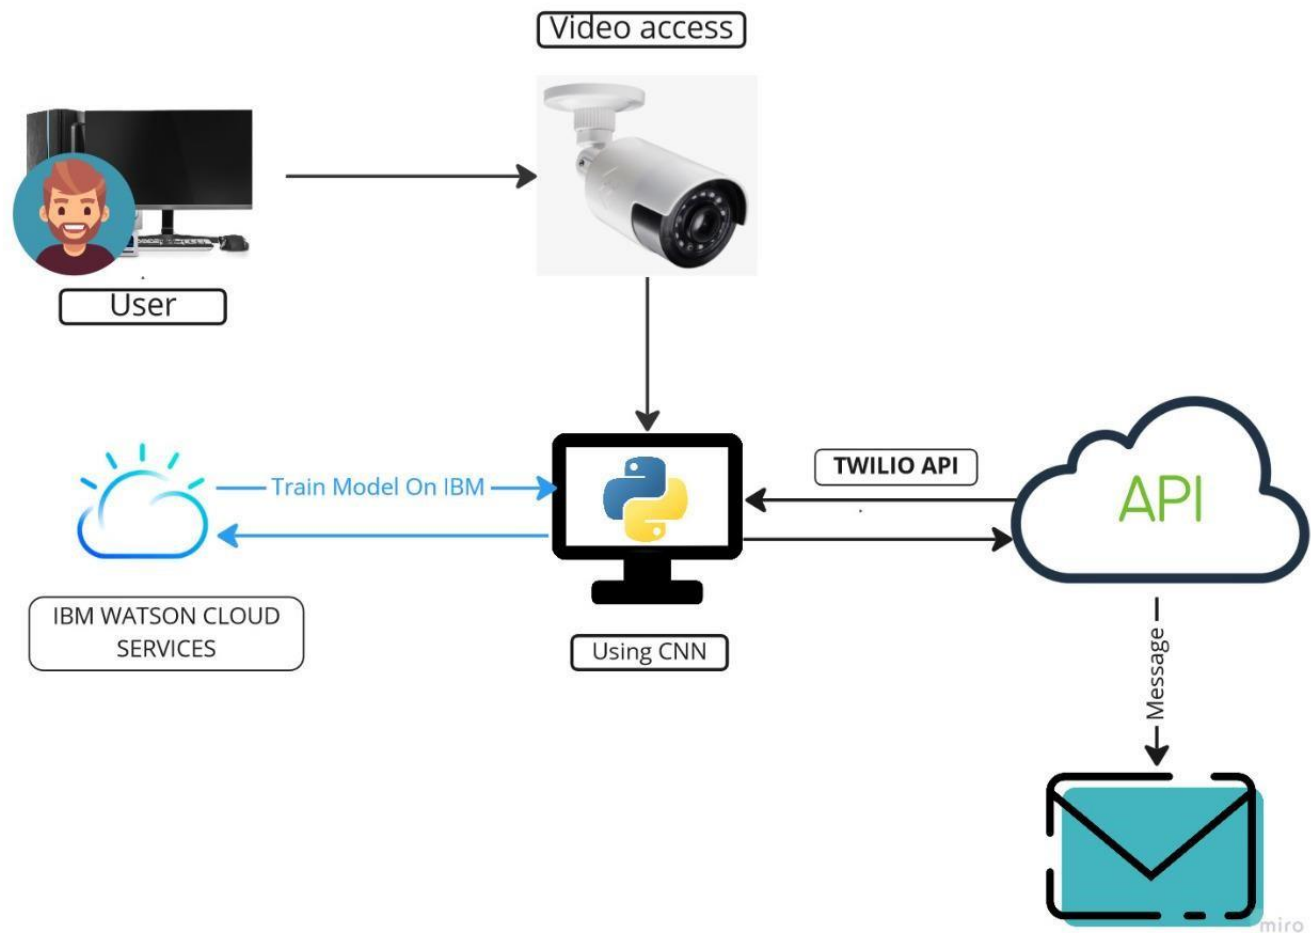 Video access
User
TWILIO API
API
Train Model On IBM
IBM WATSON CLOUD
SERVICES
Using CNN
Message
miro